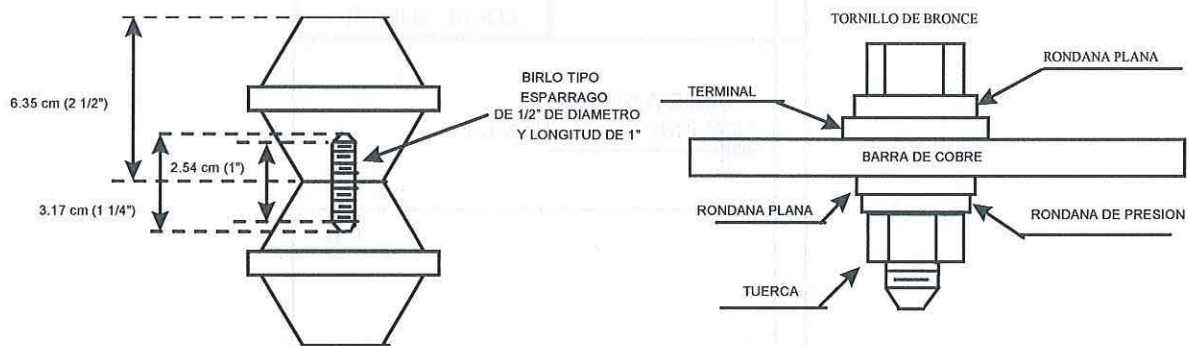 6.35 cm (2 1/2")
2.54 cm (1")
3.17 cm (1 1/4")
BIRLO TIPO
ESPARRAGO
DE 1/2" DE DIAMETRO
Y LONGITUD DE 1"
TORNILLO DE BRONCE
RONDANA PLANA
TERMINAL
BARRA DE COBRE
RONDANA PLANA
RONDANA DE PRESION
TUERCA